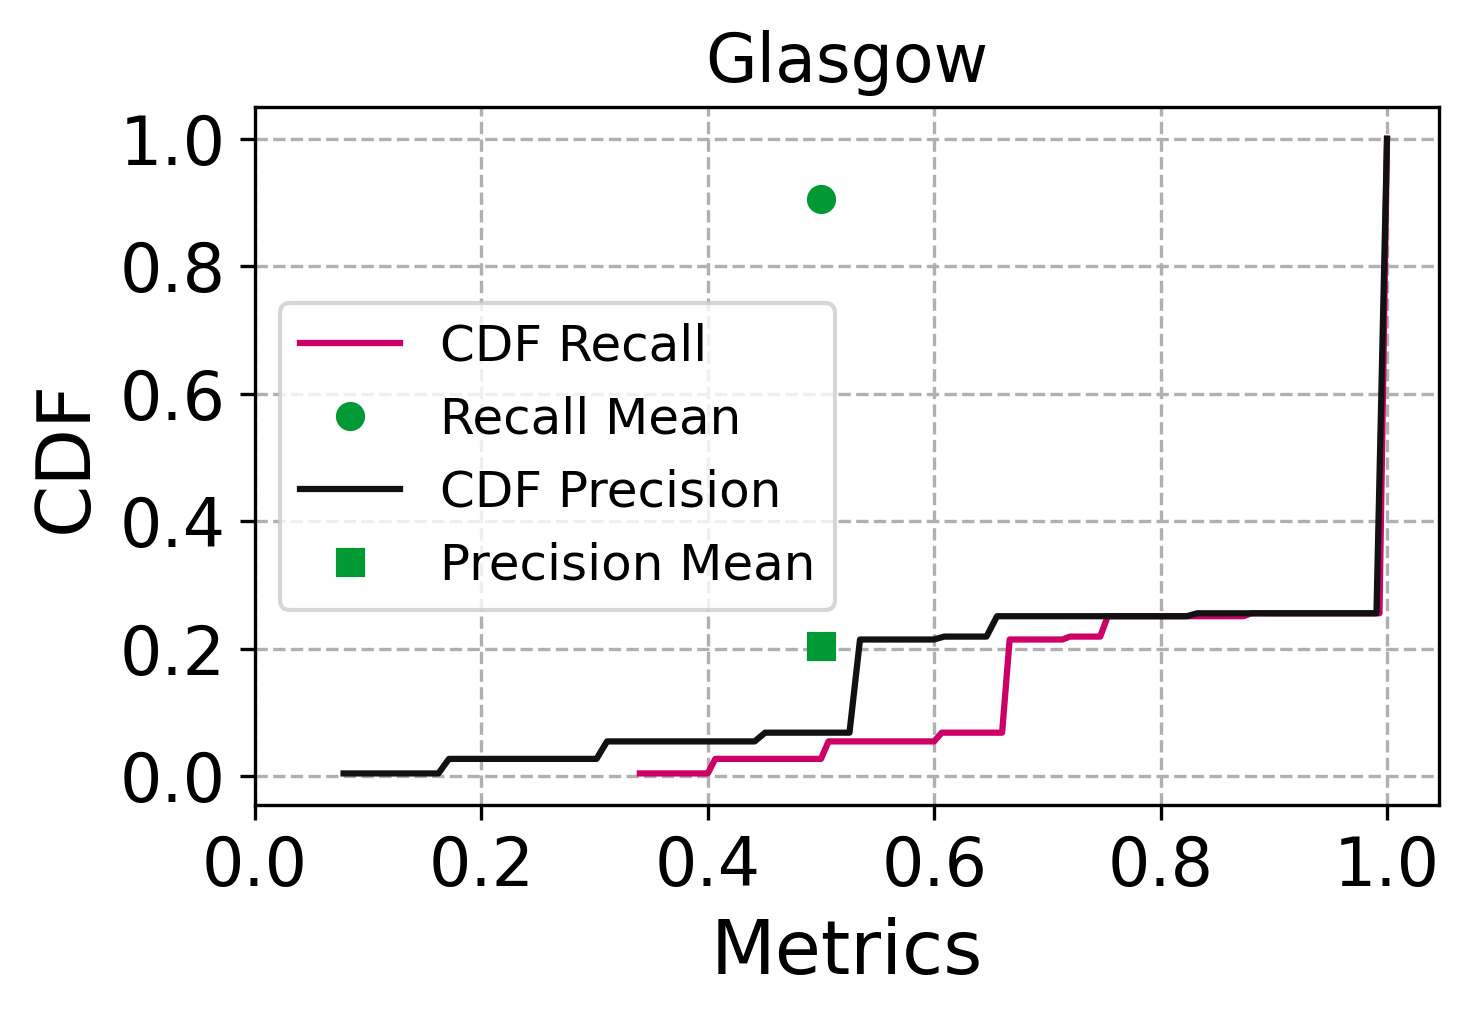 Glasgow
1.0
0.8
0.6
0.4
0.2
0.0
CDF
CDF Recall
Recall Mean
CDF Precision
Precision Mean
0.0 0.2 0.4 0.6 0.8 1.0
Metrics